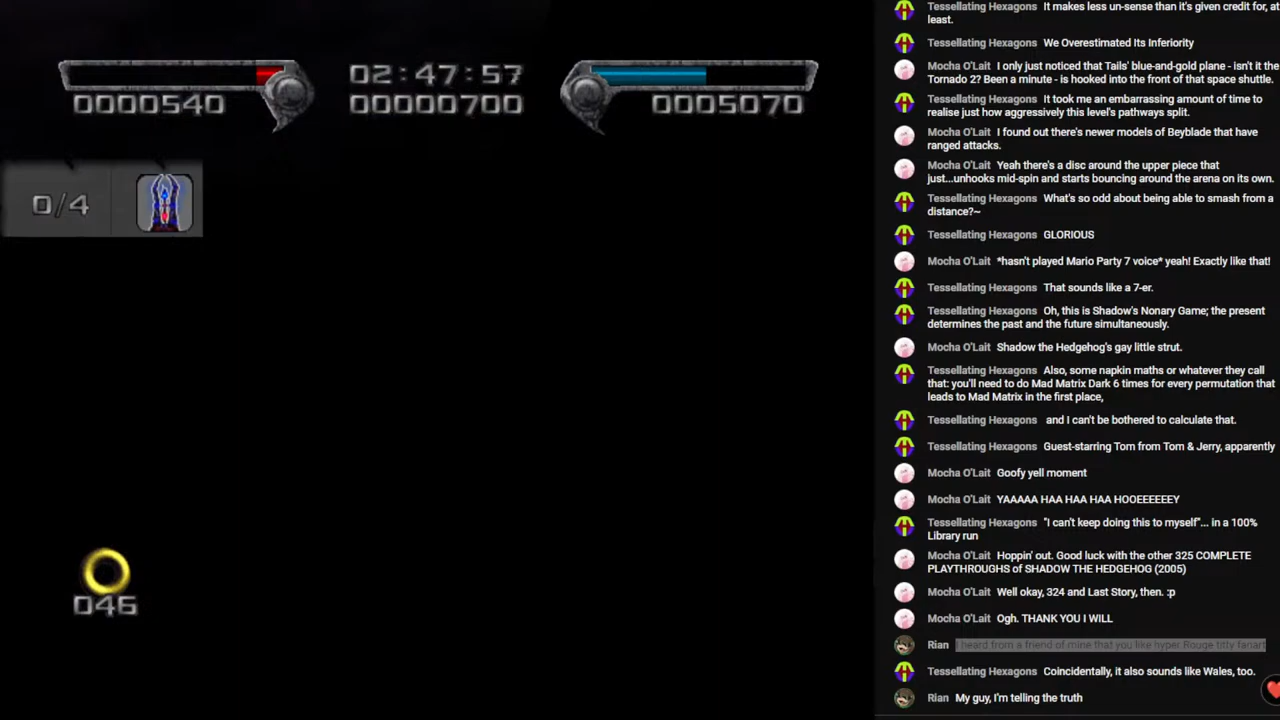 02:47:57
0000540
00000700
0005070
0/4
046
Tessellating Hexagons It makes less un-sense than it's given credit for, at
least.
Tessellating Hexagons We Overestimated Its Inferiority
Mocha O'Lait I only just noticed that Tails' blue-and-gold plane - isn't it the
Tornado 2? Been a minute - is hooked into the front of that space shuttle.
Tessellating Hexagons It took me an embarrassing amount of time to
realise just how aggressively this level's pathways split.
Mocha O'Lait I found out there's newer models of Beyblade that have
ranged attacks.
Mocha O'Lait Yeah there's a disc around the upper piece that
just...unhooks mid-spin and starts bouncing around the arena on its own.
Tessellating Hexagons What's so odd about being able to smash from a
distance?~
Tessellating Hexagons GLORIOUS
Mocha O'Lait *hasn't played Mario Party 7 voice* yeah! Exactly like that!
Tessellating Hexagons That sounds like a 7-er.
Tessellating Hexagons Oh, this is Shadow's Nonary Game; the present
determines the past and the future simultaneously.
Mocha O'Lait Shadow the Hedgehog's gay little strut.
Tessellating Hexagons Also, some napkin maths or whatever they call
that: you'll need to do Mad Matrix Dark 6 times for every permutation that
leads to Mad Matrix in the first place,
Tessellating Hexagons and I can't be bothered to calculate that.
Tessellating Hexagons Guest-starring Tom from Tom & Jerry, apparently
Mocha O'Lait Goofy yell moment
Mocha O'Lait YAAAAA HAA HAA HAA HOOEEEEEEY
Tessellating Hexagons "I can't keep doing this to myself"... in a 100%
Library run
Mocha O'Lait Hoppin' out. Good luck with the other 325 COMPLETE
PLAYTHROUGHS of SHADOW THE HEDGEHOG (2005)
Mocha O'Lait Well okay, 324 and Last Story, then. :p
Mocha O'Lait Ogh. THANK YOU I WILL
Rian I heard from a friend of mine that you like hyper Rouge titty fanart
Tessellating Hexagons Coincidentally, it also sounds like Wales, too.
Rian My guy, I'm telling the truth